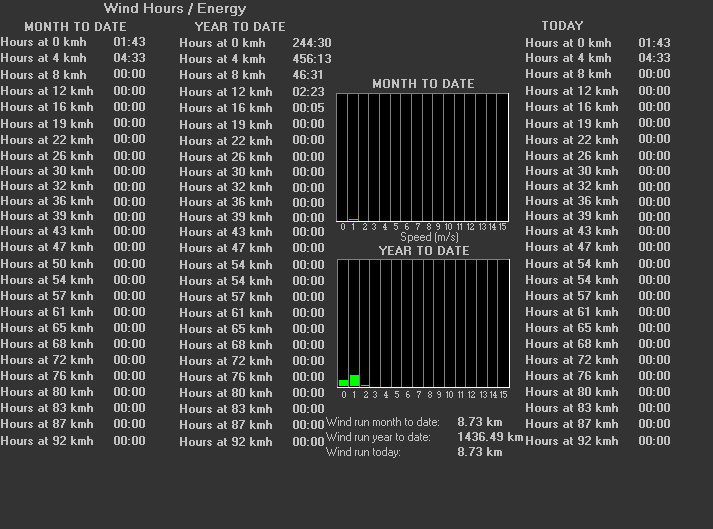 Wind Hours / Energy
MONTH TO DATE
Hours at 0 kmh 01:43
Hours at 4 kmh 04:33
Hours at 8 kmh 00:00
Hours at 12 kmh 00:00
Hours at 16 kmh 00:00
Hours at 19 kmh 00:00
Hours at 22 kmh 00:00
Hours at 26 kmh 00:00
Hours at 30 kmh 00:00
Hours at 32 kmh 00:00
Hours at 36 kmh 00:00
Hours at 39 kmh 00:00
Hours at 43 kmh 00:00
Hours at 47 kmh 00:00
Hours at 50 kmh 00:00
Hours at 54 kmh 00:00
Hours at 57 kmh 00:00
Hours at 61 kmh 00:00
Hours at 65 kmh 00:00
Hours at 68 kmh 00:00
Hours at 72 kmh 00:00
Hours at 76 kmh 00:00
Hours at 80 kmh 00:00
Hours at 83 kmh 00:00
Hours at 87 kmh 00:00
Hours at 92 kmh 00:00
YEAR TO DATE
Hours at 0 kmh 244:30
Hours at 4 kmh 456:13
Hours at 8 kmh 46:31
Hours at 12 kmh 02:23
Hours at 16 kmh 00:05
Hours at 19 kmh 00:00
Hours at 22 kmh 00:00
Hours at 26 kmh 00:00
Hours at 30 kmh 00:00
Hours at 32 kmh 00:00
Hours at 36 kmh 00:00
Hours at 39 kmh 00:00
Hours at 43 kmh 00:00
Hours at 47 kmh 00:00
Hours at 54 kmh 00:00
Hours at 54 kmh 00:00
Hours at 57 kmh 00:00
Hours at 61 kmh 00:00
Hours at 65 kmh 00:00
Hours at 68 kmh 00:00
Hours at 72 kmh 00:00
Hours at 76 kmh 00:00
Hours at 80 kmh 00:00
Hours at 83 kmh 00:00
Hours at 87 kmh 00:00
Hours at 92 kmh 00:00
MONTH TO DATE
0 1 2 3 4 5 6 7 8 9 10 11 12 13 14 15
Speed (m/s)
YEAR TO DATE
0 1 2 3 4 5 6 7 8 9 10 11 12 13 14 15
Wind run month to date: 8.73 km
Wind run year to date: 1436.49 km
Wind run today: 8.73 km
TODAY
Hours at 0 kmh 01:43
Hours at 4 kmh 04:33
Hours at 8 kmh 00:00
Hours at 12 kmh 00:00
Hours at 16 kmh 00:00
Hours at 19 kmh 00:00
Hours at 22 kmh 00:00
Hours at 26 kmh 00:00
Hours at 30 kmh 00:00
Hours at 32 kmh 00:00
Hours at 36 kmh 00:00
Hours at 39 kmh 00:00
Hours at 43 kmh 00:00
Hours at 47 kmh 00:00
Hours at 54 kmh 00:00
Hours at 54 kmh 00:00
Hours at 57 kmh 00:00
Hours at 61 kmh 00:00
Hours at 65 kmh 00:00
Hours at 68 kmh 00:00
Hours at 72 kmh 00:00
Hours at 76 kmh 00:00
Hours at 80 kmh 00:00
Hours at 83 kmh 00:00
Hours at 87 kmh 00:00
Hours at 92 kmh 00:00